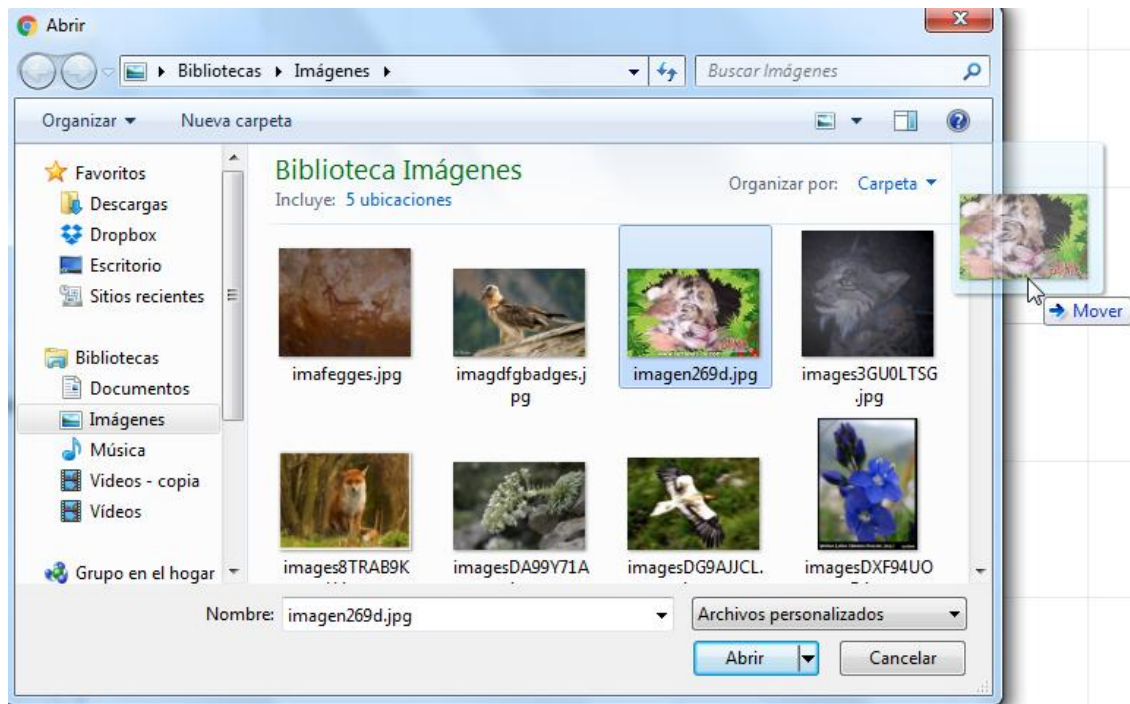 Abrir
Bibliotecas
Imágenes
Buscar Imágenes
Organizar
Nueva carpeta
Favoritos
Descargas
Dropbox
Escritorio
Sitios recientes
Bibliotecas
Documentos
Imágenes
Música
Videos - copia
Vídeos
Grupo en el hogar
Biblioteca Imágenes
Incluye: 5 ubicaciones
Organizar por: Carpeta
imafegges.jpg
imagdfgbadges.j
pg
imagen269d.jpg
images3GU0LTSG
.jpg
images8TRAB9K
imagesDA99Y71A
imagesDG9AJJCL.
imagesDXF94UO
Mover
Nombre: imagen269d.jpg
Archivos personalizados
Abrir
Cancelar